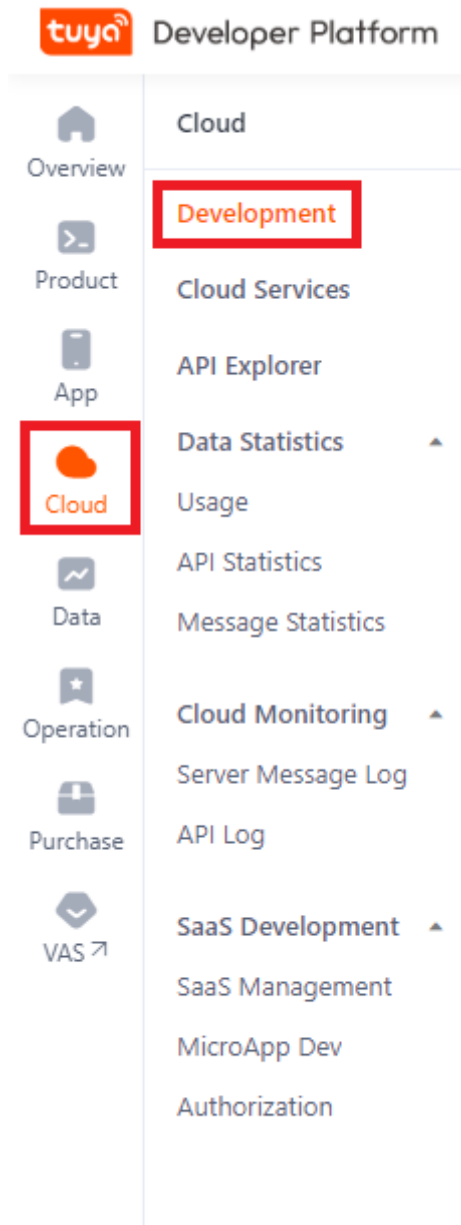 tuya Developer Platform
Overview
Product
App
Cloud
Data
Operation
Purchase
VAS
Cloud
Development
Cloud Services
API Explorer
Data Statistics
Usage
API Statistics
Message Statistics
Cloud Monitoring
Server Message Log
API Log
SaaS Development
SaaS Management
MicroApp Dev
Authorization